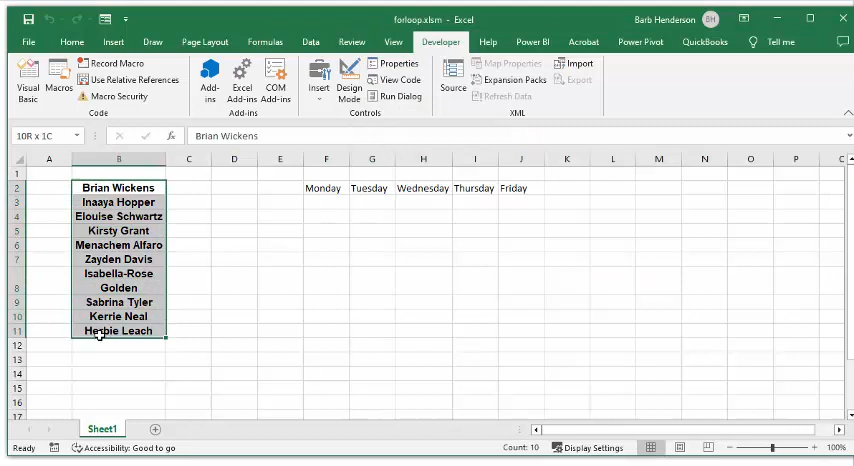 forloop.xlsm - Excel
Barb Henderson BH
File Home Insert Draw Page Layout Formulas Data Review View Developer Help Power BI Acrobat Power Pivot QuickBooks Tell me
Visual Basic
Macros
Record Macro
Use Relative References
Macro Security
Code
Add-ins
Excel Add-ins
COM Add-ins
Add-ins
Insert
Design Mode
Properties
View Code
Run Dialog
Controls
Source
Map Properties
Expansion Packs
Refresh Data
Import
Export
XML
10R x 1C fx Brian Wickens
A B C D E F G H I J K L M N O P C
1
2 Brian Wickens Monday Tuesday Wednesday Thursday Friday
3 Inaaya Hopper
4 Elouise Schwartz
5 Kirsty Grant
6 Menachem Alfaro
7 Zayden Davis
Isabella-Rose
8 Golden
9 Sabrina Tyler
10 Kerrie Neal
11 Herbie Leach
12
13
14
15
16
17
Sheet1
Ready Accessibility: Good to go Count: 10 Display Settings 100%